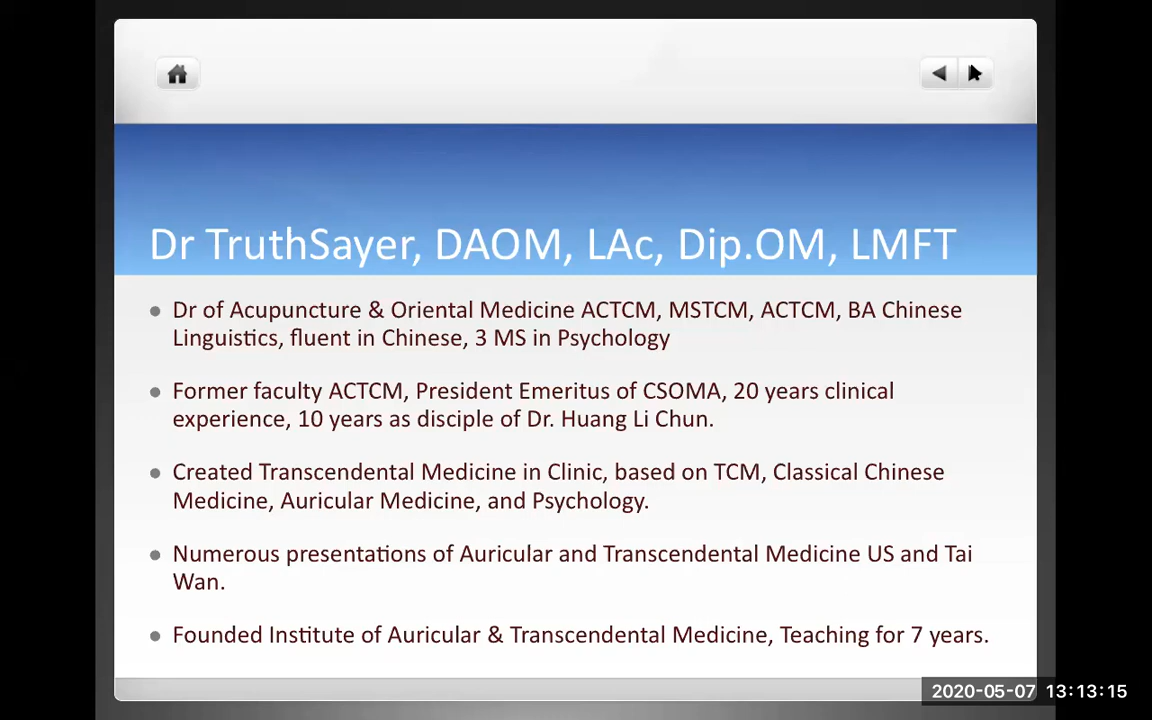 Dr TruthSayer, DAOM, LAc, Dip.OM, LMFT
Dr of Acupuncture & Oriental Medicine ACTCM, MSTCM, ACTCM, BA Chinese
Linguistics, fluent in Chinese, 3 MS in Psychology
Former faculty ACTCM, President Emeritus of CSOMA, 20 years clinical
experience, 10 years as disciple of Dr. Huang Li Chun.
Created Transcendental Medicine in Clinic, based on TCM, Classical Chinese
Medicine, Auricular Medicine, and Psychology.
Numerous presentations of Auricular and Transcendental Medicine US and Tai
Wan.
Founded Institute of Auricular & Transcendental Medicine, Teaching for 7 years.
2020-05-07 13:13:15